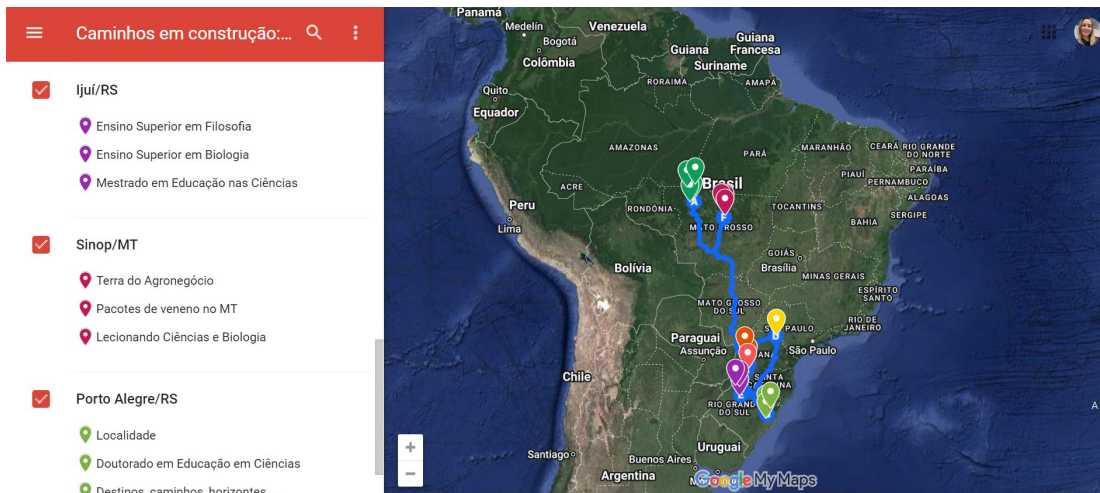 Caminhos em construção:...
Ijuí/RS
Ensino Superior em Filosofia
Ensino Superior em Biologia
Mestrado em Educação nas Ciências
Sinop/MT
Terra do Agronegócio
Pacotes de veneno no MT
Lecionando Ciências e Biologia
Porto Alegre/RS
Localidade
Doutorado em Educação em Ciências
Destinos, caminhos, horizontes
Panamá
Medelín
Venezuela
Bogotá
Colômbia
Guiana
Guiana
Francesa
Suriname
RORAIMA
AMAPÁ
Quito
Equador
AMAZONAS
PARÁ
MARANHÃO
CEARÁ
RIO GRANDE
DO NORTE
PARAÍBA
PIAUÍ
PERNAMBUCO
ALAGOAS
SERGIPE
ACRE
Brasil
Peru
RONDÔNIA
TOCANTINS
BAHIA
Lima
A
F
MATO GROSSO
GOIÁS
Brasília
Bolívia
MINAS GERAIS
ESPÍRITO
SANTO
MATO GROSSO
DO SUL
RIO DE
JANEIRO
SÃO PAULO
D
Paraguai
Assunção
São Paulo
Chile
SANTA
CATARINA
RIO GRANDE
DO SUL
A
Uruguai
Santiago
Buenos Aires
Argentina
+
−
Google My Maps